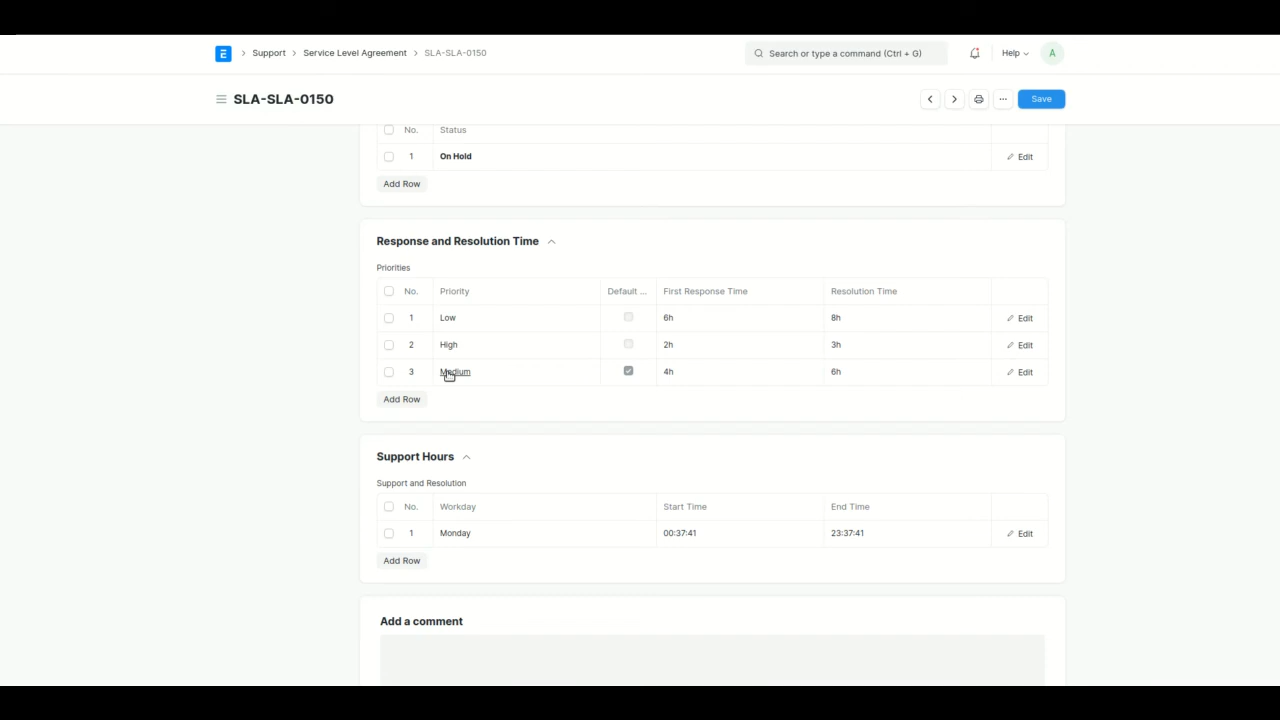 E > Support > Service Level Agreement > SLA-SLA-0150 Search or type a command (Ctrl + G) Help A
SLA-SLA-0150 Save
No. Status
1 On Hold Edit
Add Row
Response and Resolution Time
Priorities
No. Priority Default ... First Response Time Resolution Time
1 Low 6h 8h Edit
2 High 2h 3h Edit
3 Medium 4h 6h Edit
Add Row
Support Hours
Support and Resolution
No. Workday Start Time End Time
1 Monday 00:37:41 23:37:41 Edit
Add Row
Add a comment